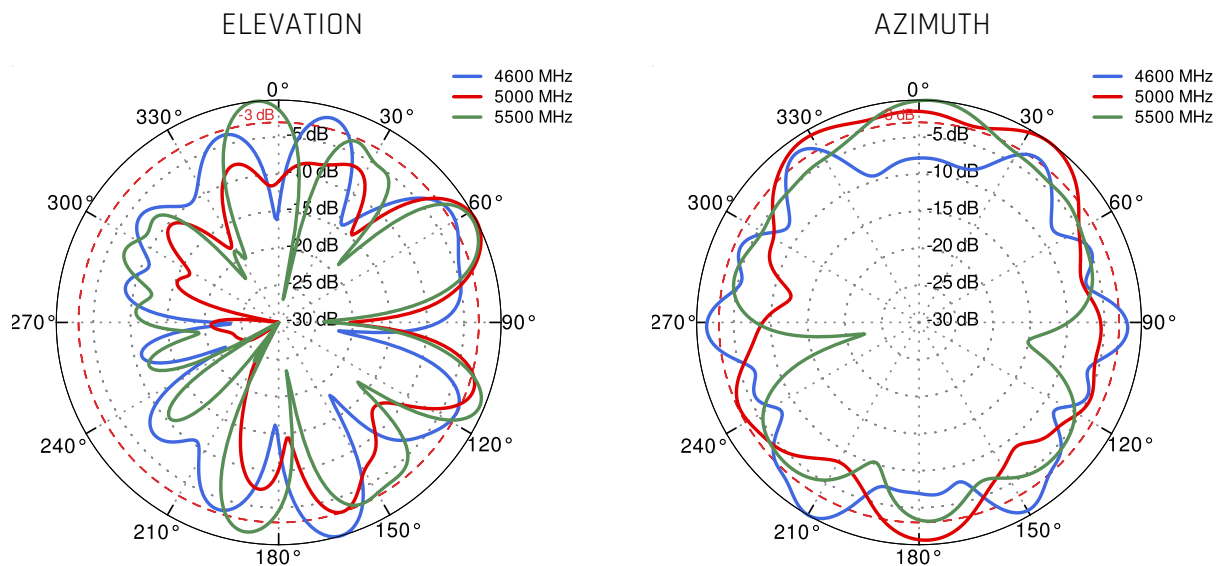 ELEVATION
4600 MHz
5000 MHz
5500 MHz
0°
30°
60°
90°
120°
150°
180°
210°
240°
270°
300°
330°
-3 dB
-5 dB
-10 dB
-15 dB
-20 dB
-25 dB
-30 dB
AZIMUTH
4600 MHz
5000 MHz
5500 MHz
0°
30°
60°
90°
120°
150°
180°
210°
240°
270°
300°
330°
-3 dB
-5 dB
-10 dB
-15 dB
-20 dB
-25 dB
-30 dB